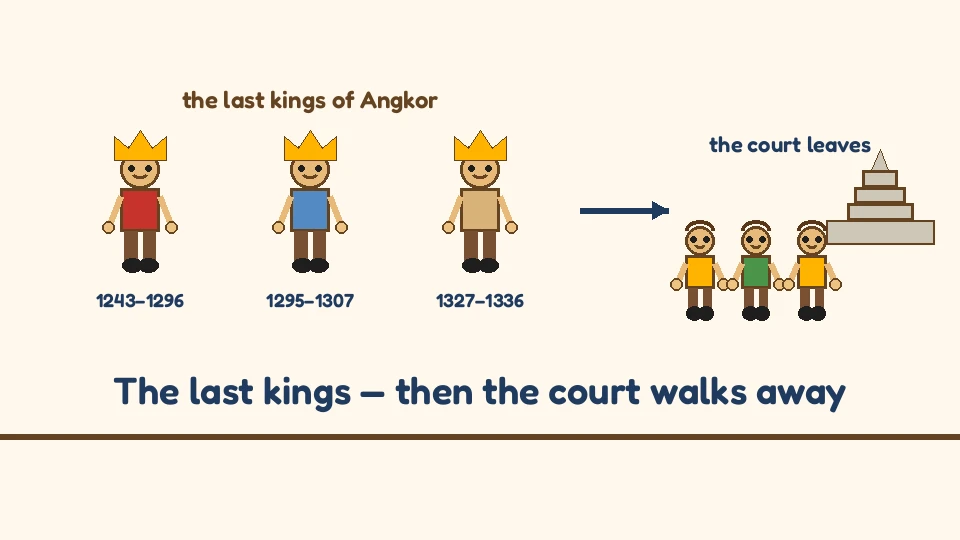 the last kings of Angkor
the court leaves
1243–1296
1295–1307
1327–1336
The last kings — then the court walks away